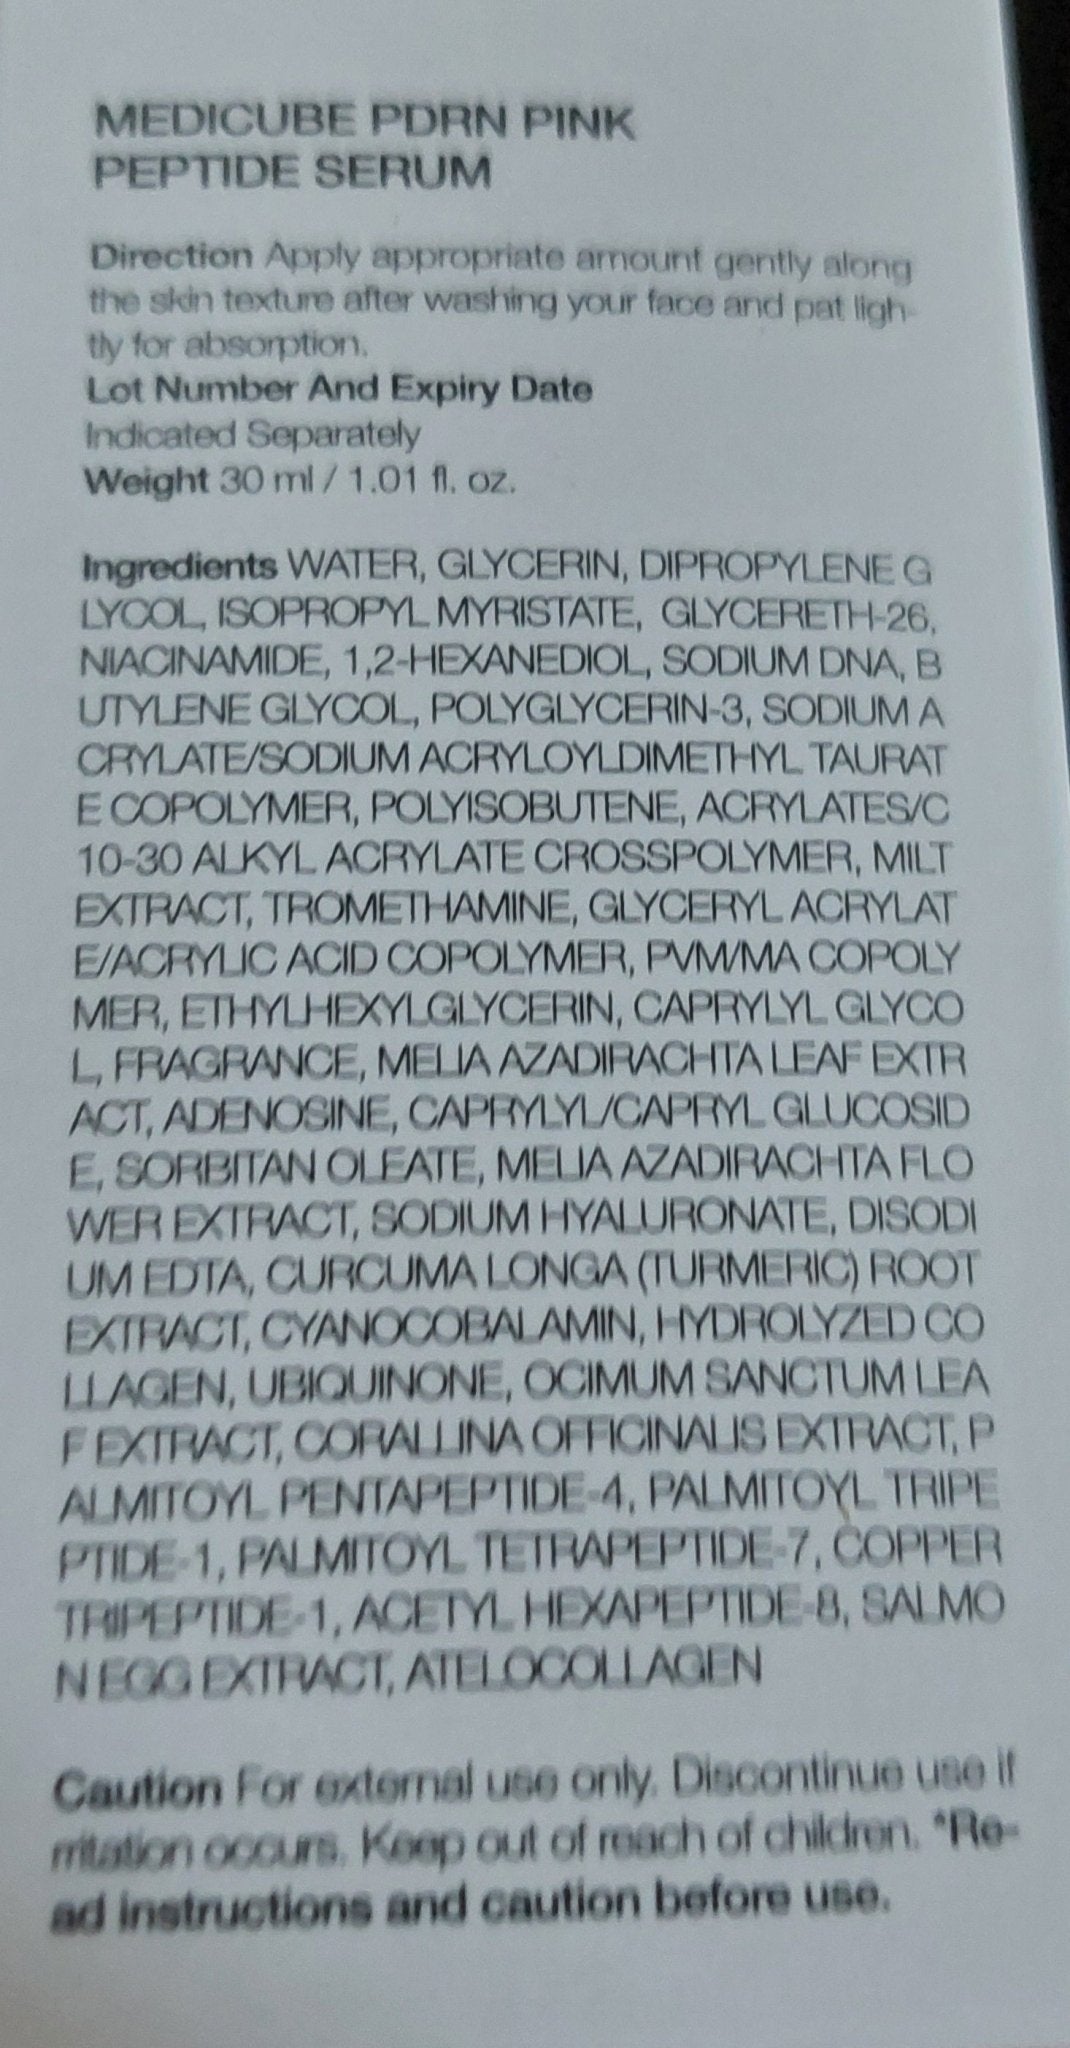 MEDICUBE PDRN PINK
PEPTIDE SERUM
Direction Apply appropriate amount gently along
the skin texture after washing your face and pat ligh-
tly for absorption.
Lot Number And Expiry Date
Indicated Separately
Weight 30 ml / 1.01 fl. oz.
Ingredients WATER, GLYCERIN, DIPROPYLENE G
LYCOL, ISOPROPYL MYRISTATE, GLYCERETH-26,
NIACINAMIDE, 1,2-HEXANEDIOL, SODIUM DNA, B
UTYLENE GLYCOL, POLYGLYCERIN-3, SODIUM A
CRYLATE/SODIUM ACRYLOYLDIMETHYL TAURAT
E COPOLYMER, POLYISOBUTENE, ACRYLATES/C
10-30 ALKYL ACRYLATE CROSSPOLYMER, MILT
EXTRACT, TROMETHAMINE, GLYCERYL ACRYLAT
E/ACRYLIC ACID COPOLYMER, PVM/MA COPOLY
MER, ETHYLHEXYLGLYCERIN, CAPRYLYL GLYCO
L, FRAGRANCE, MELIA AZADIRACHTA LEAF EXTR
ACT, ADENOSINE, CAPRYLYL/CAPRYL GLUCOSID
E, SORBITAN OLEATE, MELIA AZADIRACHTA FLO
WER EXTRACT, SODIUM HYALURONATE, DISODI
UM EDTA, CURCUMA LONGA (TURMERIC) ROOT
EXTRACT, CYANOCOBALAMIN, HYDROLYZED CO
LLAGEN, UBIQUINONE, OCIMUM SANCTUM LEA
F EXTRACT, CORALLINA OFFICINALIS EXTRACT, P
ALMITOYL PENTAPEPTIDE-4, PALMITOYL TRIPE
PTIDE-1, PALMITOYL TETRAPEPTIDE-7, COPPER
TRIPEPTIDE-1, ACETYL HEXAPEPTIDE-8, SALMO
N EGG EXTRACT, ATELOCOLLAGEN
Caution For external use only. Discontinue use if
rritation occurs. Keep out of reach of children. *Re-
ad instructions and caution before use.